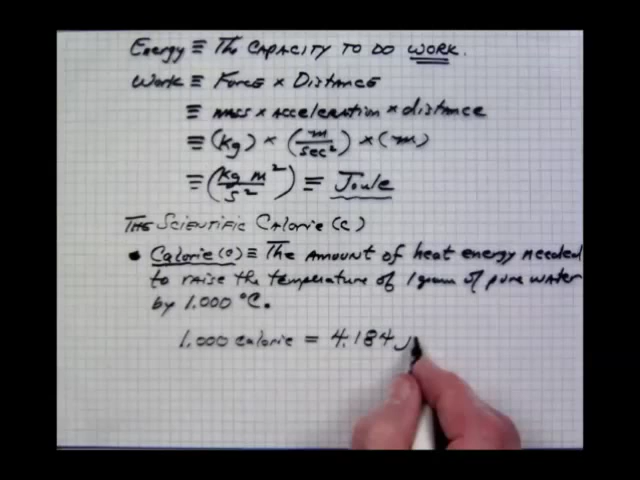 Energy ≡ The CAPACITY TO DO WORK.
Work ≡ Force × Distance
≡ mass × acceleration × distance
≡ (kg) × (m/sec²) × (m)
≡ (kg m²/s²) ≡ Joule
THE Scientific CALORIE (c)
• Calorie (c) ≡ The amount of heat energy needed
to raise the temperature of 1 gram of pure water
by 1.000 °C.
1.000 calorie = 4.184 J